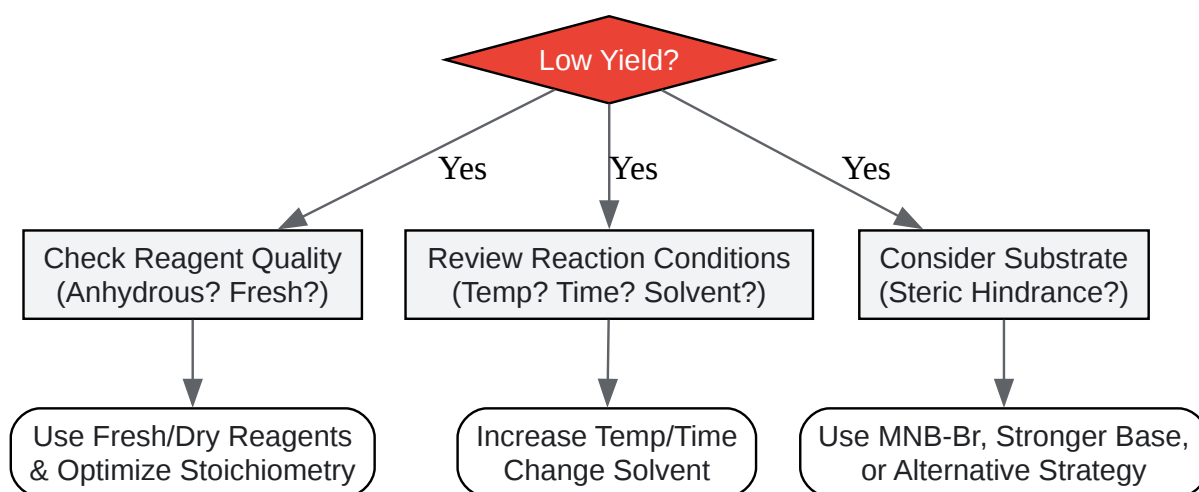 Low Yield?
Yes
Yes
Yes
Check Reagent Quality
(Anhydrous? Fresh?)
Review Reaction Conditions
(Temp? Time? Solvent?)
Consider Substrate
(Steric Hindrance?)
Use Fresh/Dry Reagents
& Optimize Stoichiometry
Increase Temp/Time
Change Solvent
Use MNB-Br, Stronger Base,
or Alternative Strategy